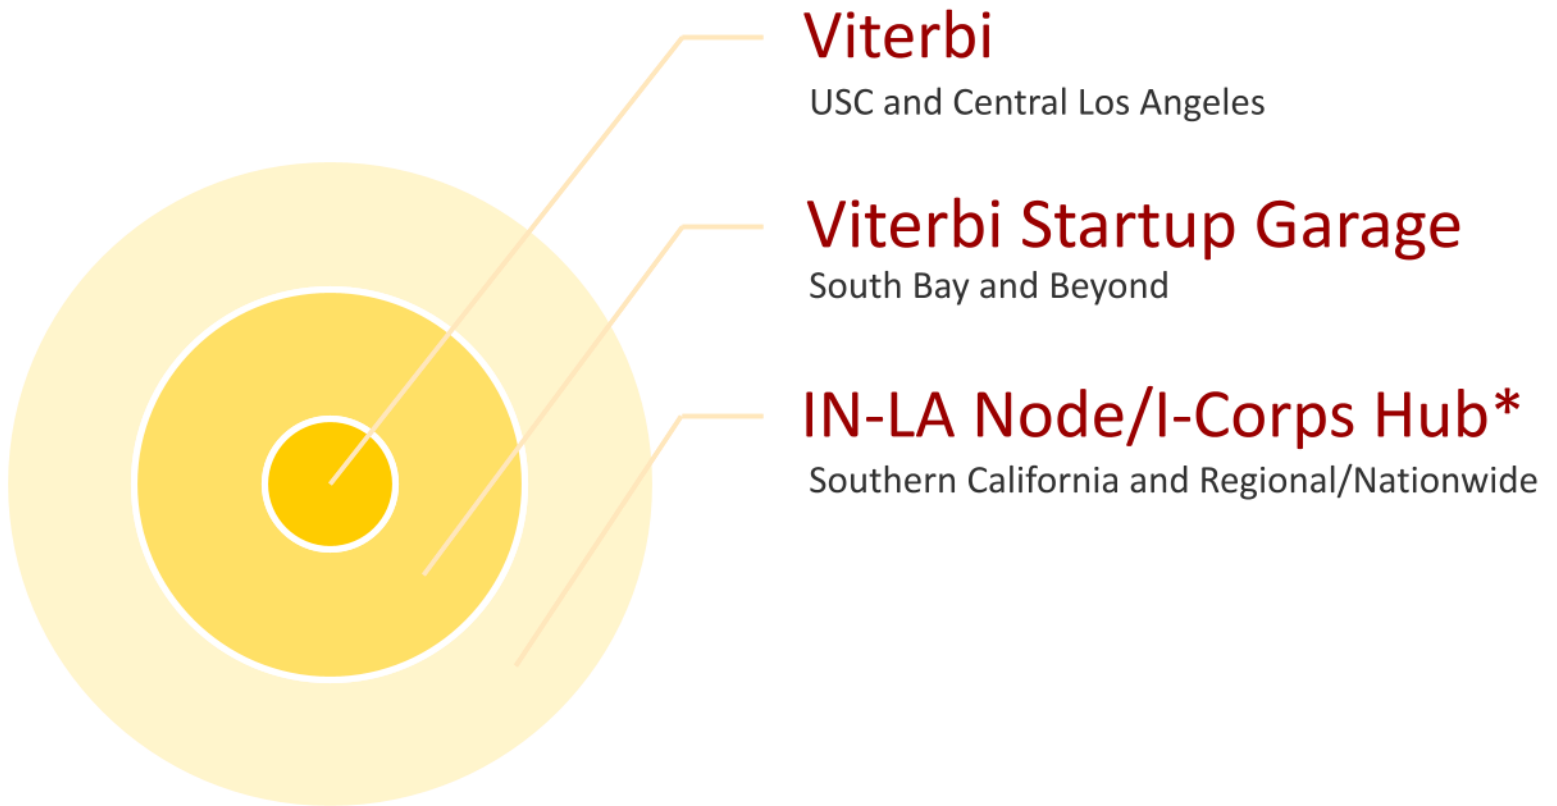 Viterbi
USC and Central Los Angeles
Viterbi Startup Garage
South Bay and Beyond
IN-LA Node/I-Corps Hub*
Southern California and Regional/Nationwide